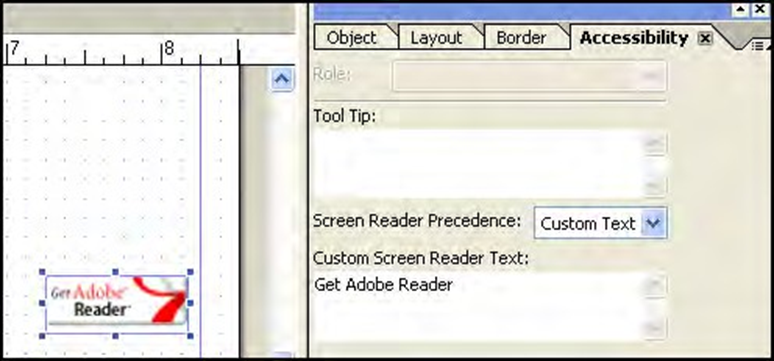 7
8
Get Adobe
Reader
Object
Layout
Border
Accessibility
Role:
Tool Tip:
Screen Reader Precedence:
Custom Text
Custom Screen Reader Text:
Get Adobe Reader